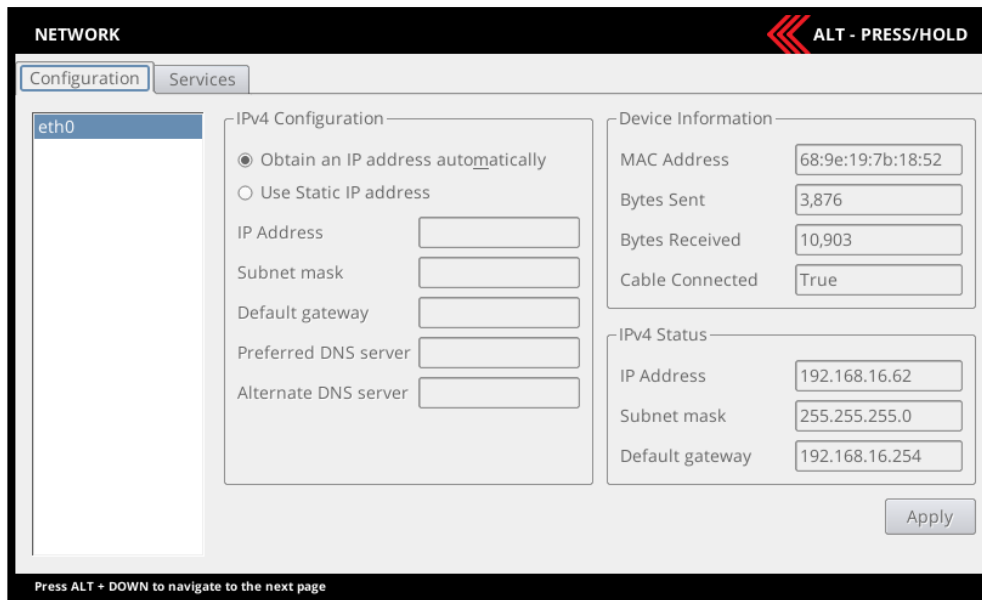 NETWORK
ALT - PRESS/HOLD
Configuration
Services
eth0
IPv4 Configuration
Obtain an IP address automatically
Use Static IP address
IP Address
Subnet mask
Default gateway
Preferred DNS server
Alternate DNS server
Device Information
MAC Address 68:9e:19:7b:18:52
Bytes Sent 3,876
Bytes Received 10,903
Cable Connected True
IPv4 Status
IP Address 192.168.16.62
Subnet mask 255.255.255.0
Default gateway 192.168.16.254
Apply
Press ALT + DOWN to navigate to the next page